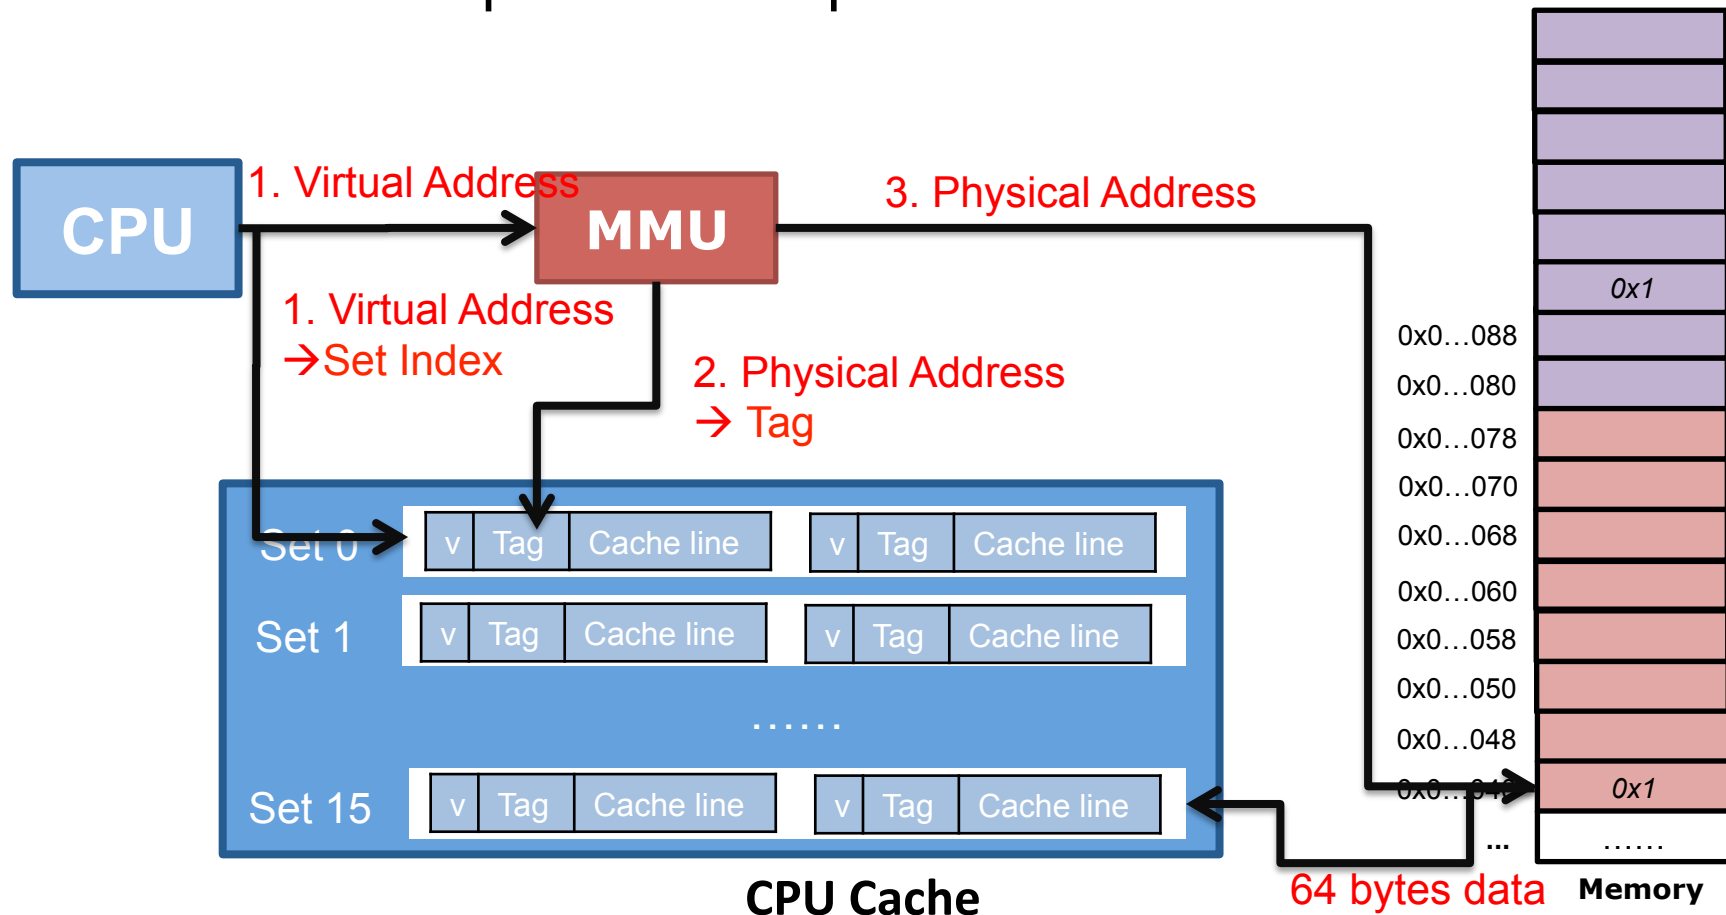 1. Virtual Address
CPU
MMU
3. Physical Address
1. Virtual Address
→Set Index
2. Physical Address
→ Tag
Set 0 v Tag Cache line v Tag Cache line
Set 1 v Tag Cache line v Tag Cache line
......
Set 15 v Tag Cache line v Tag Cache line
CPU Cache
64 bytes data
0x1
0x0…088
0x0…080
0x0…078
0x0…070
0x0…068
0x0…060
0x0…058
0x0…050
0x0…048
0x0…040 0x1
... ......
Memory